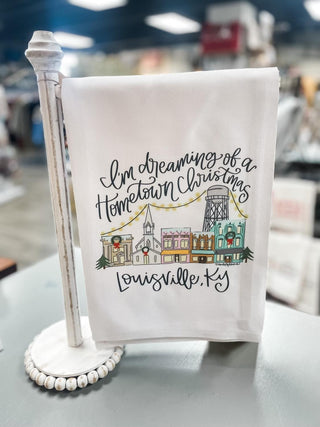 I'm dreaming of a
Hometown Christmas
Louisville, Ky